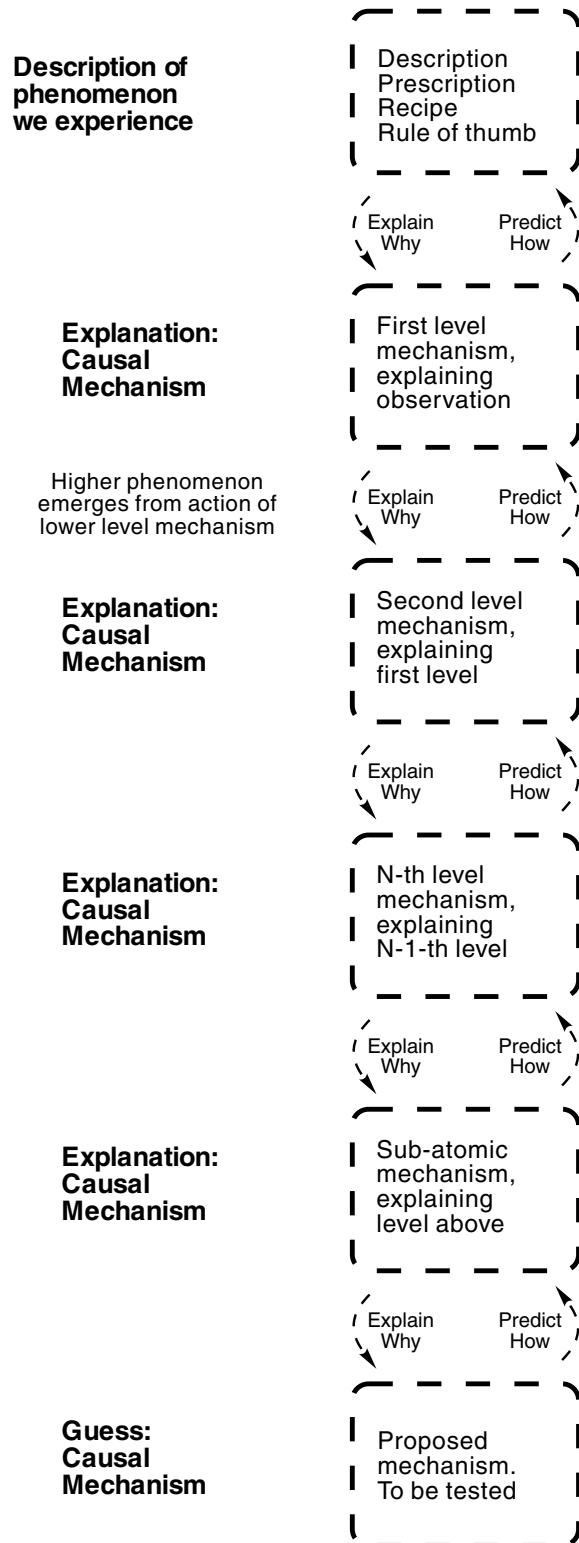 Description of
phenomenon
we experience
Description
Prescription
Recipe
Rule of thumb
Explain
Why
Predict
How
Explanation:
Causal
Mechanism
First level
mechanism,
explaining
observation
Higher phenomenon
emerges from action of
lower level mechanism
Explain
Why
Predict
How
Explanation:
Causal
Mechanism
Second level
mechanism,
explaining
first level
Explain
Why
Predict
How
Explanation:
Causal
Mechanism
N-th level
mechanism,
explaining
N-1-th level
Explain
Why
Predict
How
Explanation:
Causal
Mechanism
Sub-atomic
mechanism,
explaining
level above
Explain
Why
Predict
How
Guess:
Causal
Mechanism
Proposed
mechanism.
To be tested